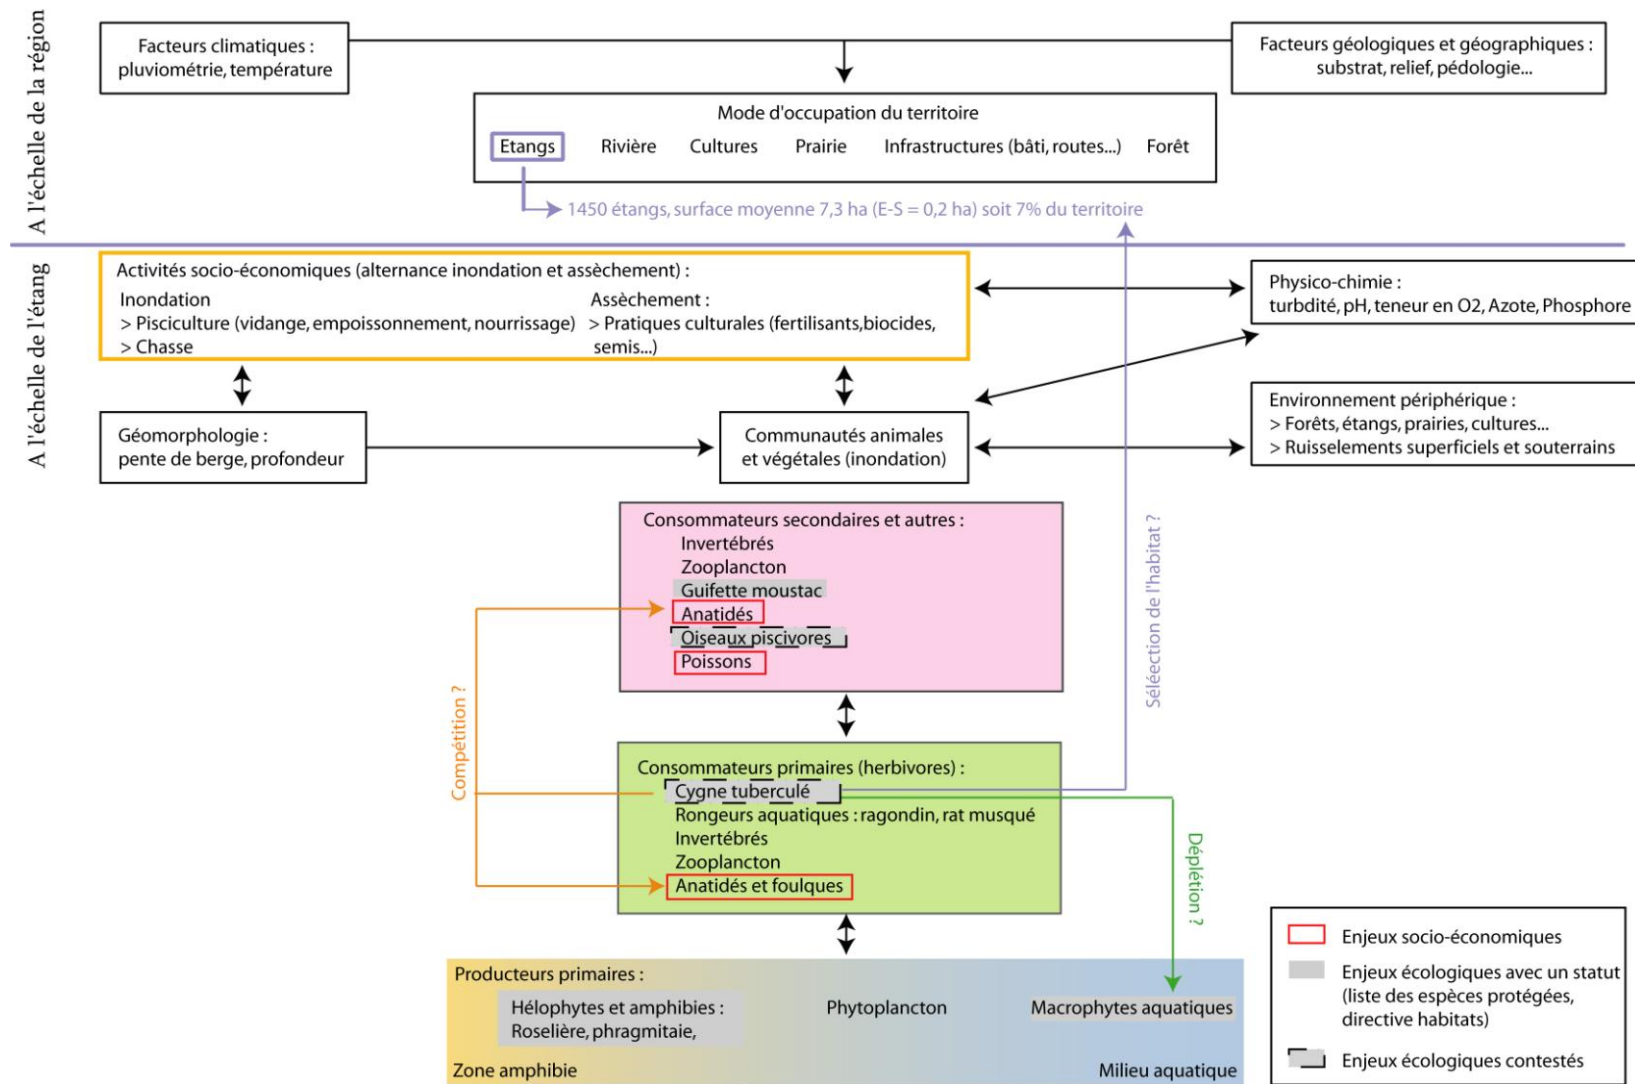 A l'échelle de la région
Facteurs climatiques :
pluviométrie, température
Facteurs géologiques et géographiques :
substrat, relief, pédologie...
Mode d'occupation du territoire
Etangs Rivière Cultures Prairie Infrastructures (bâti, routes...) Forêt
1450 étangs, surface moyenne 7,3 ha (E-S = 0,2 ha) soit 7% du territoire
A l'échelle de l'étang
Activités socio-économiques (alternance inondation et assèchement) :
Inondation
> Pisciculture (vidange, empoissonnement, nourrissage)
> Chasse
Assèchement :
> Pratiques culturales (fertilisants,biocides,
semis...)
Physico-chimie :
turbdité, pH, teneur en O2, Azote, Phosphore
Géomorphologie :
pente de berge, profondeur
Communautés animales
et végétales (inondation)
Environnement périphérique :
> Forêts, étangs, prairies, cultures...
> Ruisselements superficiels et souterrains
Consommateurs secondaires et autres :
Invertébrés
Zooplancton
Guifette moustac
Anatidés
Oiseaux piscivores
Poissons
Séléection de l'habitat ?
Compétition ?
Consommateurs primaires (herbivores) :
Cygne tuberculé
Rongeurs aquatiques : ragondin, rat musqué
Invertébrés
Zooplancton
Anatidés et foulques
Déplétion ?
Producteurs primaires :
Hélophytes et amphibies :
Roselière, phragmitaie,
Phytoplancton
Macrophytes aquatiques
Zone amphibie
Milieu aquatique
Enjeux socio-économiques
Enjeux écologiques avec un statut
(liste des espèces protégées,
directive habitats)
Enjeux écologiques contestés